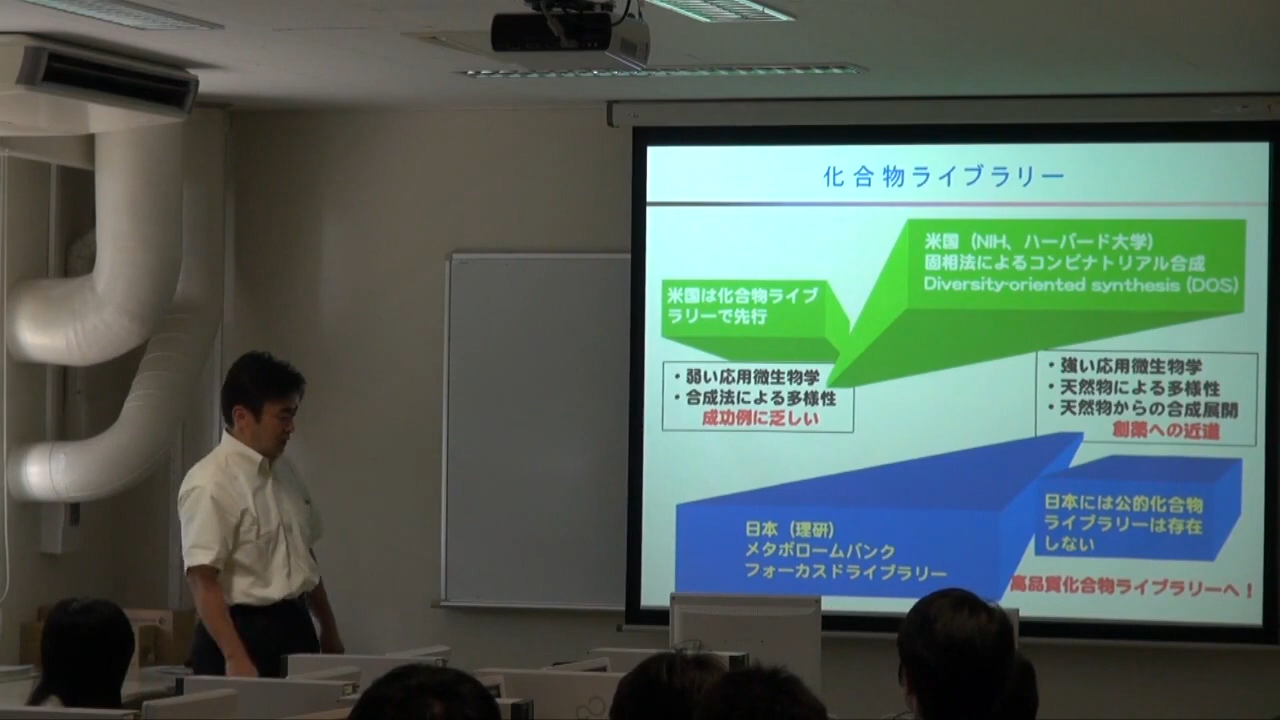 化合物ライブラリー
米国（NIH、ハーバード大学）
固相法によるコンビナトリアル合成
Diversity-oriented synthesis (DOS)
米国は化合物ライブ
ラリーで先行
・弱い応用微生物学
・合成法による多様性
成功例に乏しい
・強い応用微生物学
・天然物による多様性
・天然物からの合成展開
創薬への近道
日本（理研）
メタボロームバンク
フォーカスドライブラリー
日本には公的化合物
ライブラリーは存在
しない
高品質化合物ライブラリーへ！